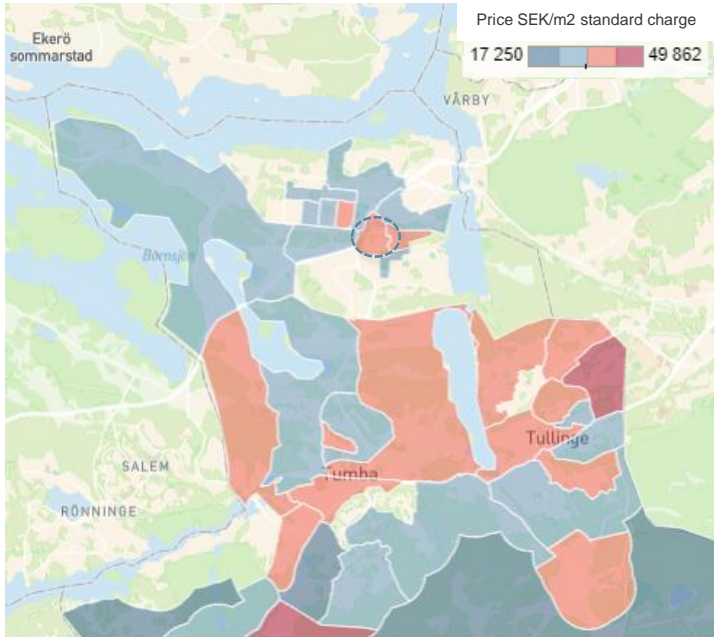 Price SEK/m2 standard charge
17 250 49 862
Ekerö
sommarstad
VÅRBY
Bornsjön
Tullinge
Tumba
SALEM
RÖNNINGE